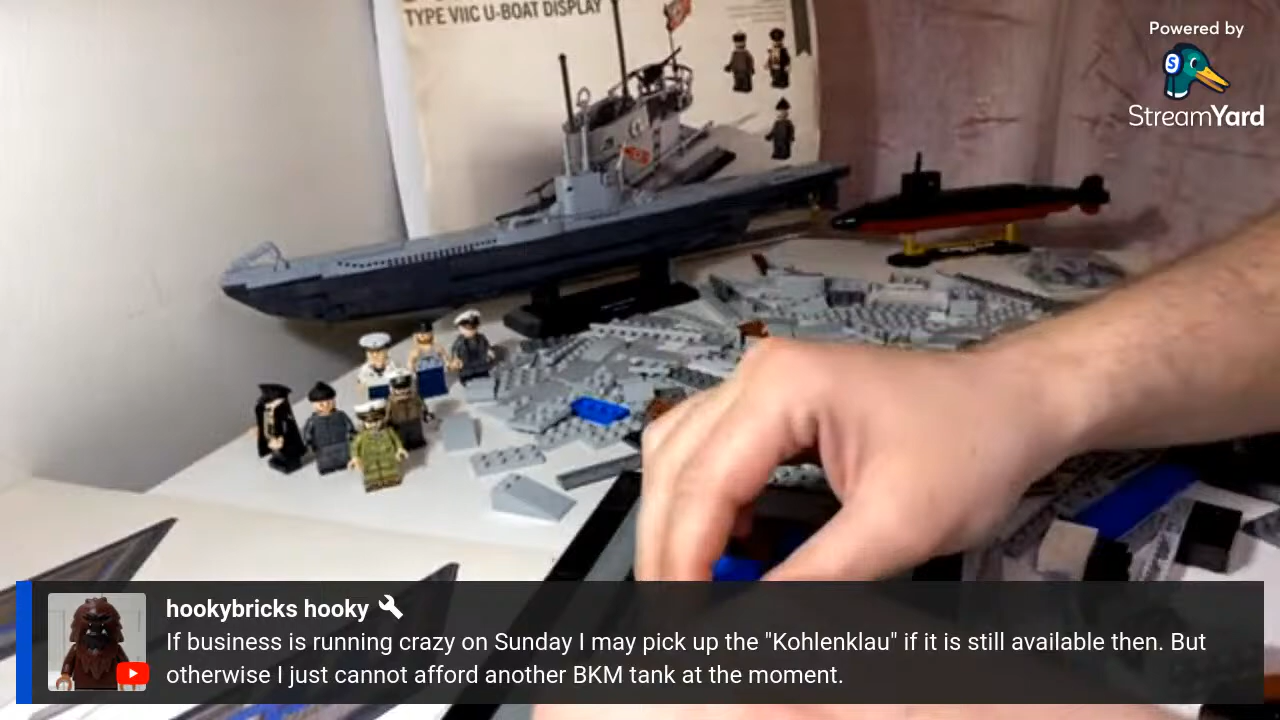 TYPE VIIC U-BOAT DISPLAY
Powered by
StreamYard
hookybricks hooky
If business is running crazy on Sunday I may pick up the "Kohlenklau" if it is still available then. But
otherwise I just cannot afford another BKM tank at the moment.